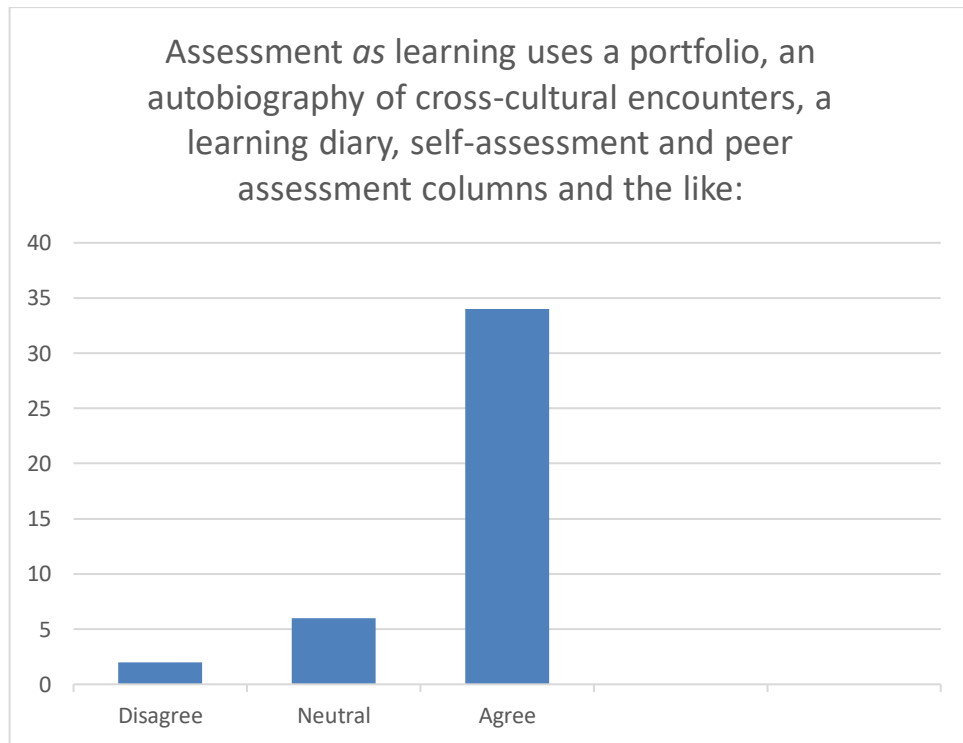 Assessment as learning uses a portfolio, an
autobiography of cross-cultural encounters, a
learning diary, self-assessment and peer
assessment columns and the like:
40
35
30
25
20
15
10
5
0
Disagree Neutral Agree